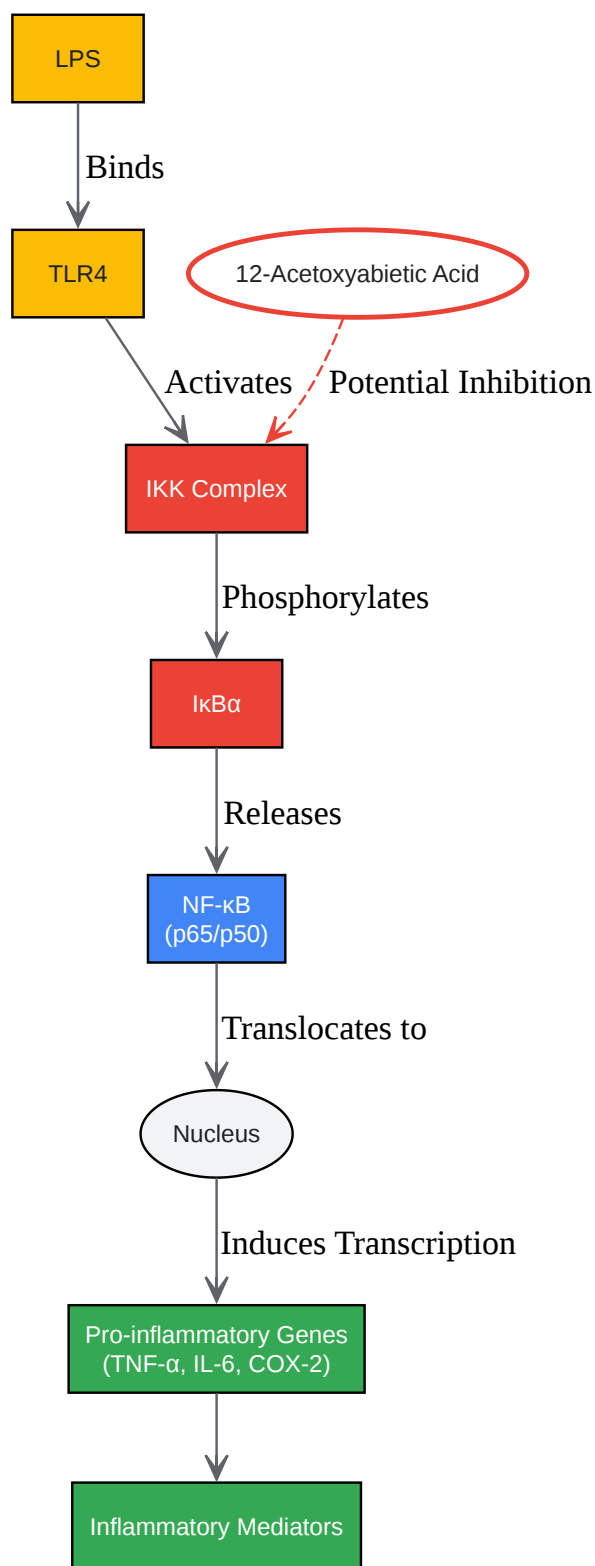 LPS
Binds
TLR4
12-Acetoxyabietic Acid
Activates
Potential Inhibition
IKK Complex
Phosphorylates
IκBα
Releases
NF-κB
(p65/p50)
Translocates to
Nucleus
Induces Transcription
Pro-inflammatory Genes
(TNF-α, IL-6, COX-2)
Inflammatory Mediators